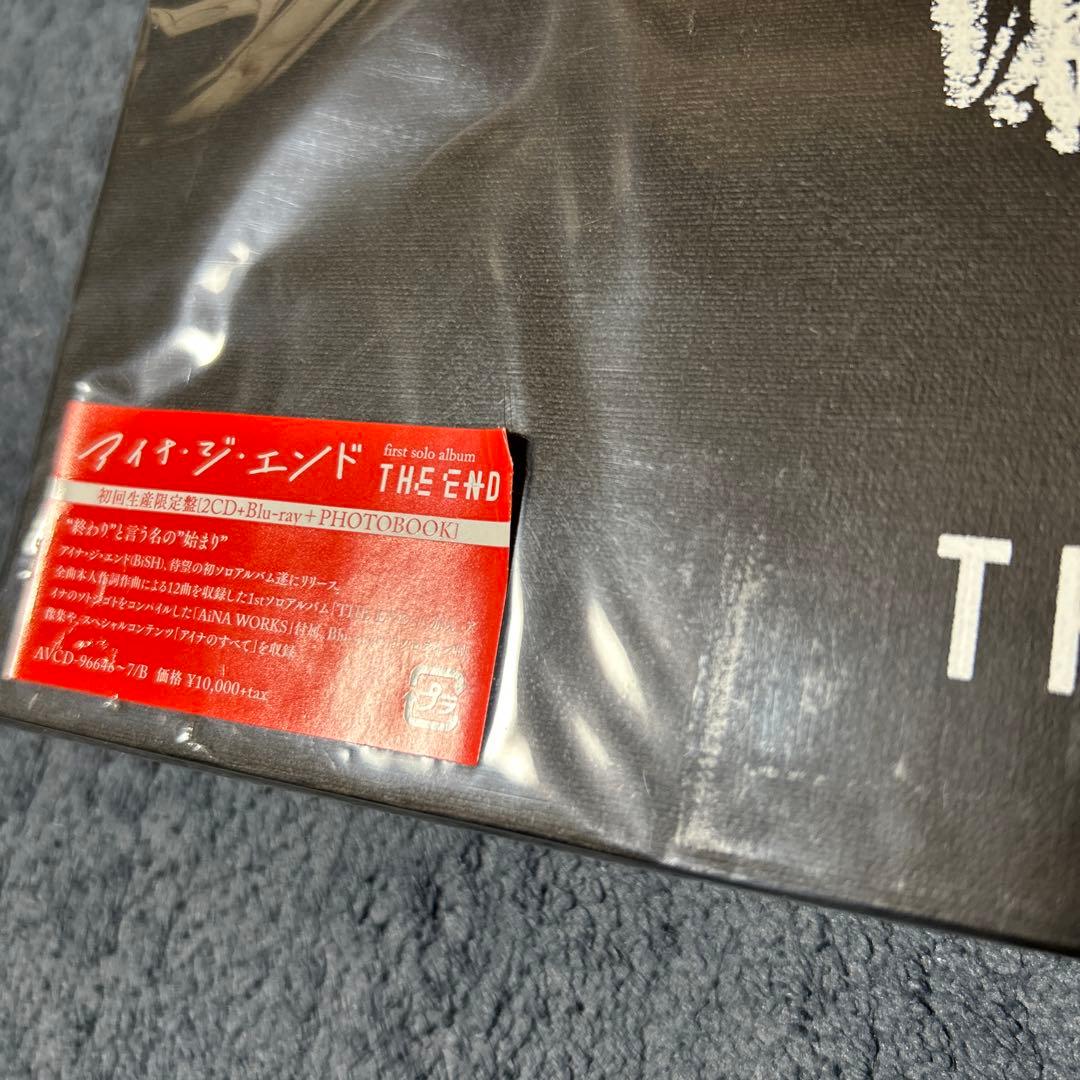 アイナ・ジ・エンド
first solo album
THE END
初回生産限定盤[2CD+Blu-ray+PHOTOBOOK]
"終わり"と言う名の"始まり"
アイナ・ジ・エンド(BiSH)、待望の初ソロアルバム遂にリリース。
全曲本人作詞作曲による12曲を収録した1stソロアルバム「THE
イナのソトシゴトをコンパイルした「AiNA WORKS」付属。Blu-
像集や、スペシャルコンテンツ「アイナのすべて」を収録
AVCD-96646~7/B 価格 ¥10,000+tax
プラ
T